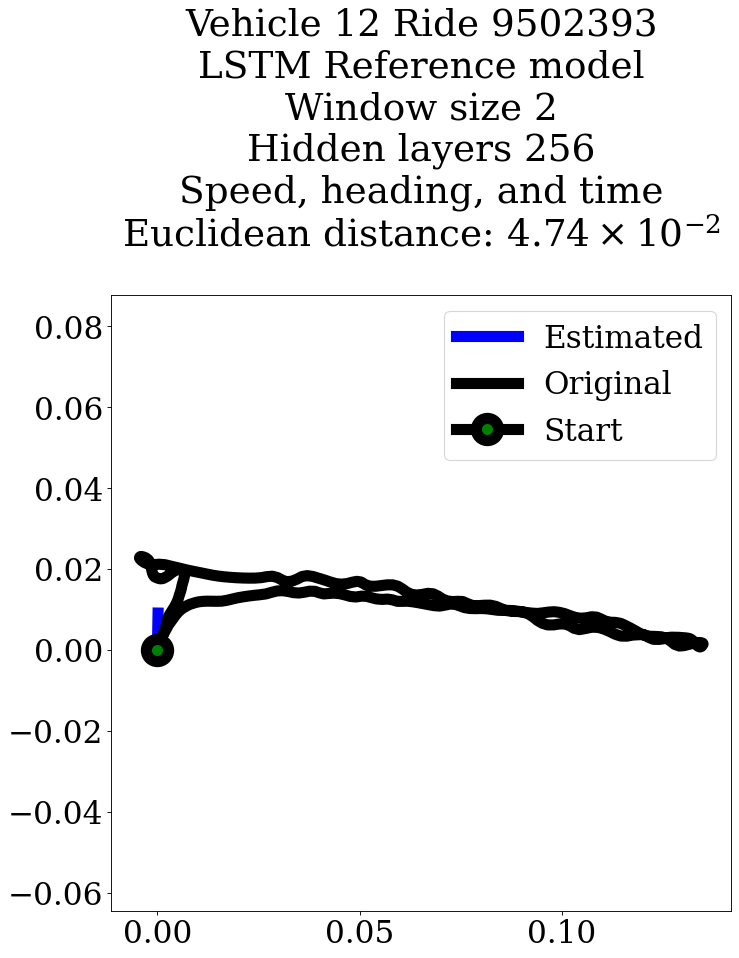 Vehicle 12 Ride 9502393
LSTM Reference model
Window size 2
Hidden layers 256
Speed, heading, and time
Euclidean distance: 4.74 × 10⁻²
Estimated
Original
Start
0.08
0.06
0.04
0.02
0.00
−0.02
−0.04
−0.06
0.00 0.05 0.10